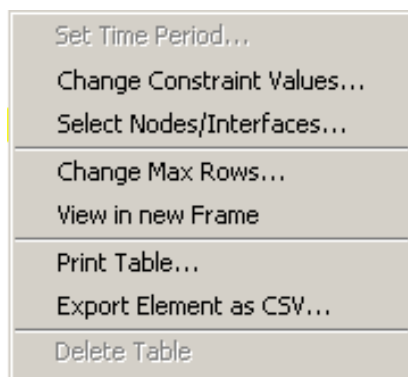 Set Time Period...
Change Constraint Values...
Select Nodes/Interfaces...
Change Max Rows...
View in new Frame
Print Table...
Export Element as CSV...
Delete Table